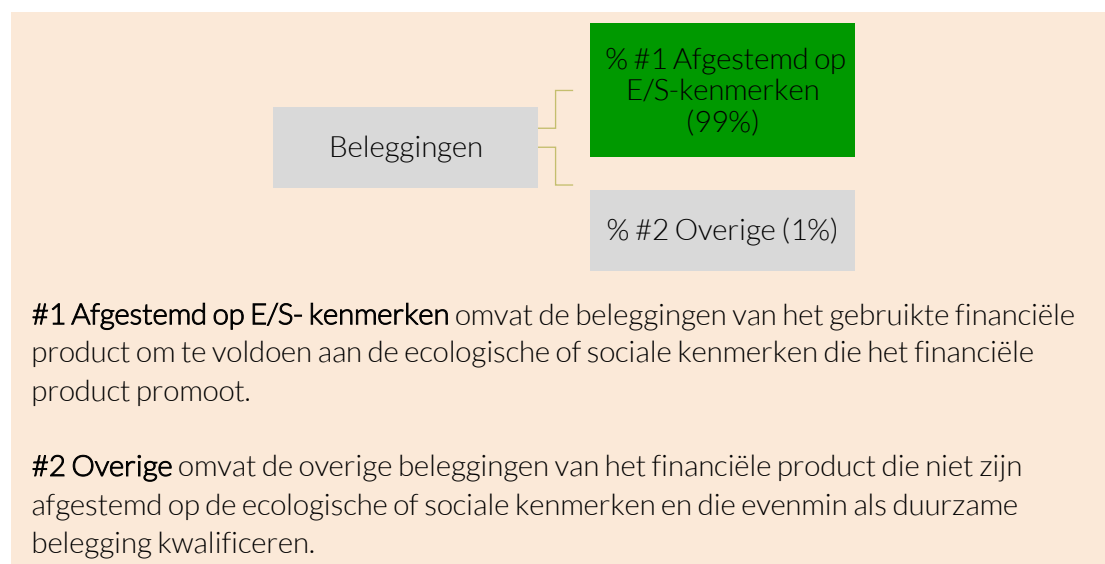 % #1 Afgestemd op
E/S-kenmerken
(99%)
Beleggingen
% #2 Overige (1%)
#1 Afgestemd op E/S- kenmerken omvat de beleggingen van het gebruikte financiële
product om te voldoen aan de ecologische of sociale kenmerken die het financiële
product promoot.
#2 Overige omvat de overige beleggingen van het financiële product die niet zijn
afgestemd op de ecologische of sociale kenmerken en die evenmin als duurzame
belegging kwalificeren.